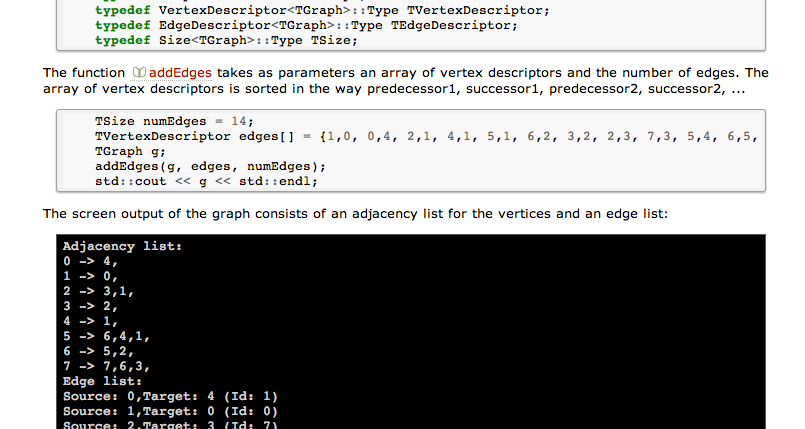 typedef VertexDescriptor<TGraph>::Type TVertexDescriptor;
typedef EdgeDescriptor<TGraph>::Type TEdgeDescriptor;
typedef Size<TGraph>::Type TSize;
The function addEdges takes as parameters an array of vertex descriptors and the number of edges. The
array of vertex descriptors is sorted in the way predecessor1, successor1, predecessor2, successor2, ...
TSize numEdges = 14;
TVertexDescriptor edges[] = {1,0, 0,4, 2,1, 4,1, 5,1, 6,2, 3,2, 2,3, 7,3, 5,4, 6,5,
TGraph g;
addEdges(g, edges, numEdges);
std::cout << g << std::endl;
The screen output of the graph consists of an adjacency list for the vertices and an edge list:
Adjacency list:
0 -> 4,
1 -> 0,
2 -> 3,1,
3 -> 2,
4 -> 1,
5 -> 6,4,1,
6 -> 5,2,
7 -> 7,6,3,
Edge list:
Source: 0,Target: 4 (Id: 1)
Source: 1,Target: 0 (Id: 0)
Source: 2,Target: 3 (Id: 7)